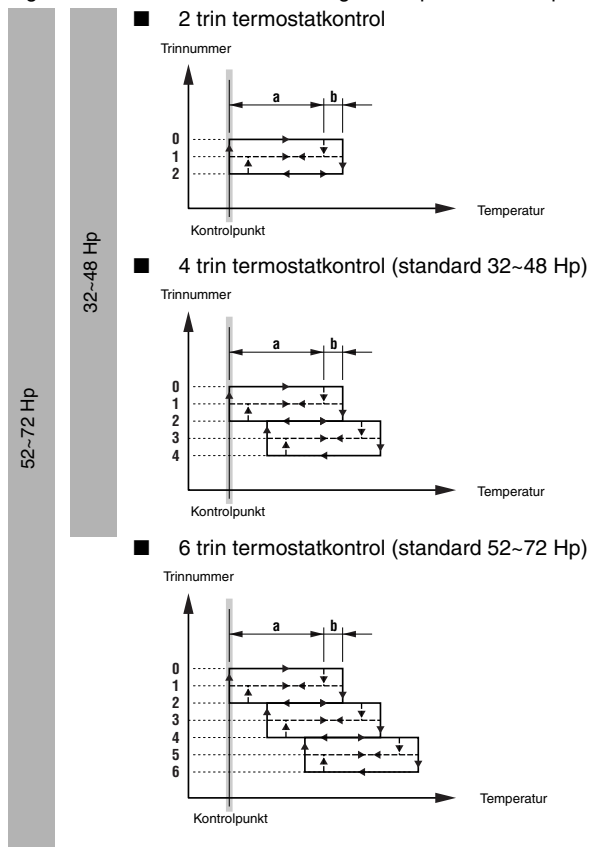 ■ 2 trin termostatkontrol
Trinnummer
a b
0
1
2
Temperatur
Kontrolpunkt
32~48 Hp
■ 4 trin termostatkontrol (standard 32~48 Hp)
Trinnummer
a b
0
1
2
3
4
Temperatur
Kontrolpunkt
52~72 Hp
■ 6 trin termostatkontrol (standard 52~72 Hp)
Trinnummer
a b
0
1
2
3
4
5
6
Temperatur
Kontrolpunkt